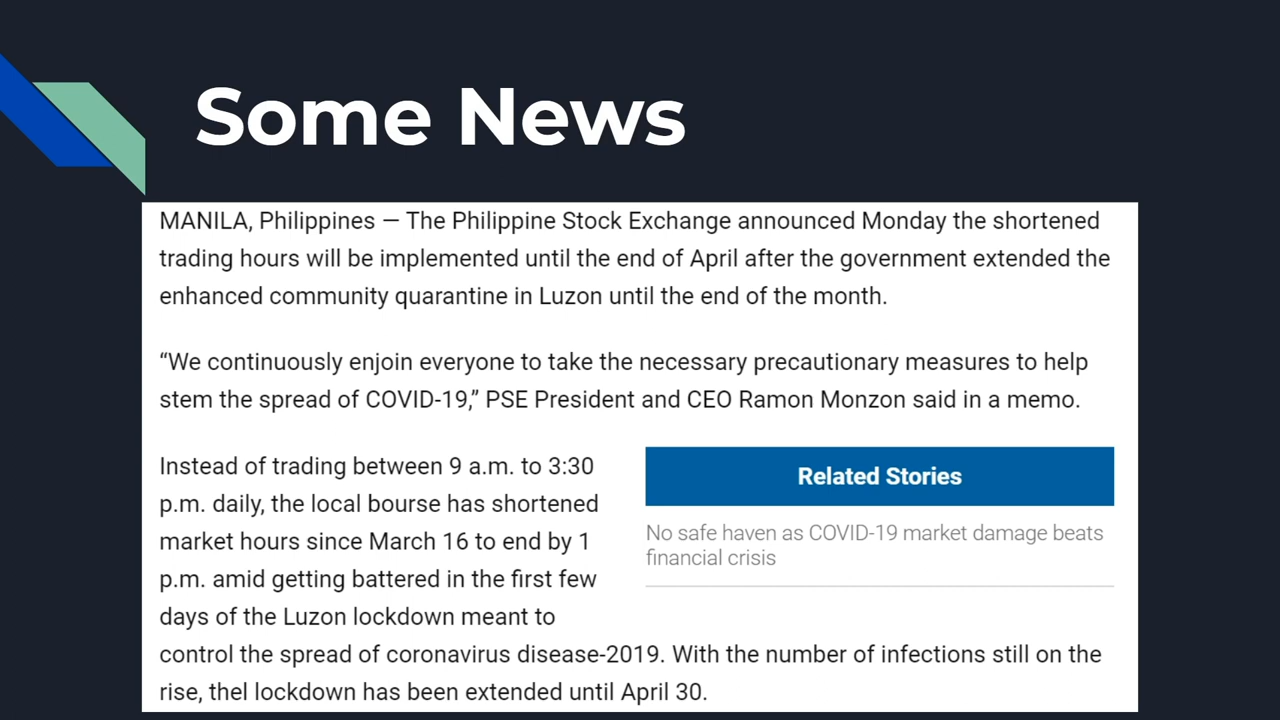 Some News
MANILA, Philippines — The Philippine Stock Exchange announced Monday the shortened
trading hours will be implemented until the end of April after the government extended the
enhanced community quarantine in Luzon until the end of the month.
“We continuously enjoin everyone to take the necessary precautionary measures to help
stem the spread of COVID-19,” PSE President and CEO Ramon Monzon said in a memo.
Instead of trading between 9 a.m. to 3:30
p.m. daily, the local bourse has shortened
market hours since March 16 to end by 1
p.m. amid getting battered in the first few
days of the Luzon lockdown meant to
control the spread of coronavirus disease-2019. With the number of infections still on the
rise, thel lockdown has been extended until April 30.
Related Stories
No safe haven as COVID-19 market damage beats
financial crisis